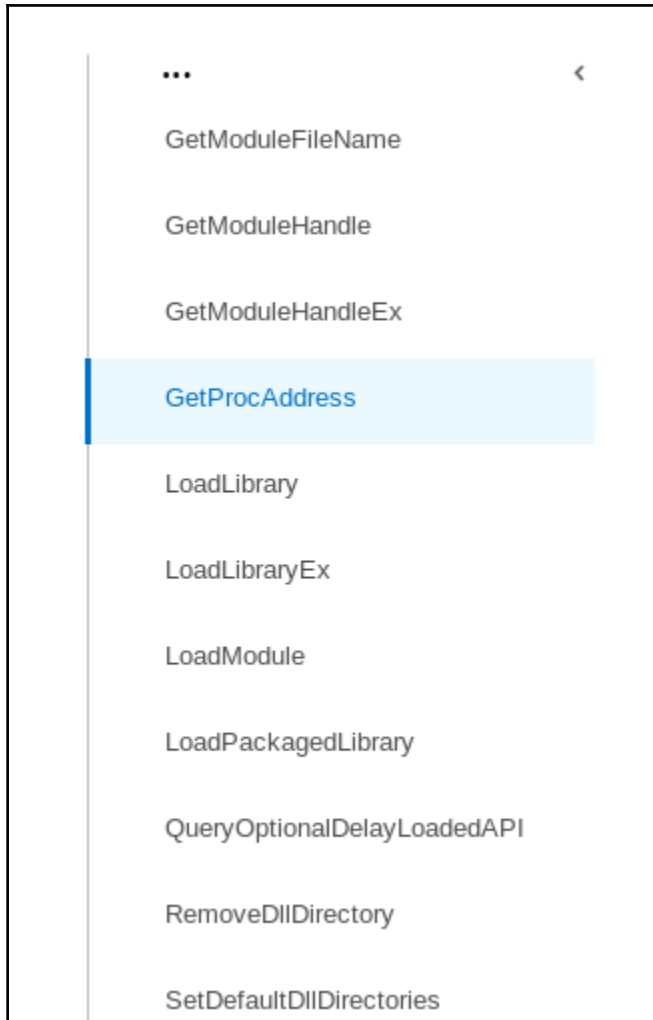 ...
GetModuleFileName
GetModuleHandle
GetModuleHandleEx
GetProcAddress
LoadLibrary
LoadLibraryEx
LoadModule
LoadPackagedLibrary
QueryOptionalDelayLoadedAPI
RemoveDllDirectory
SetDefaultDllDirectories